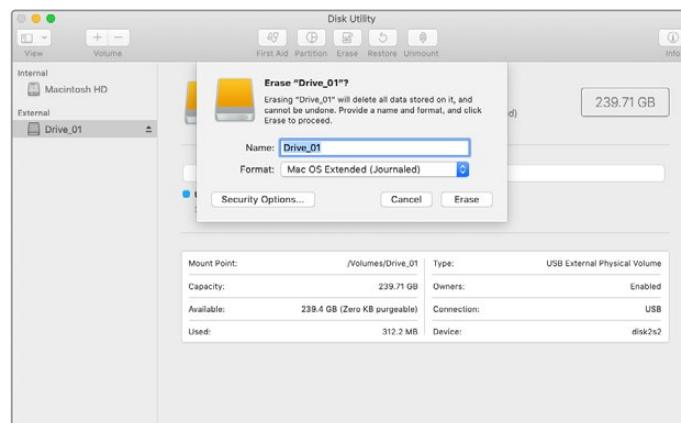 Disk Utility
View
Volume
First Aid Partition Erase Restore Unmount
Info
Internal
Macintosh HD
External
Drive_01
Erase “Drive_01”?
Erasing “Drive_01” will delete all data stored on it, and
cannot be undone. Provide a name and format, and click
Erase to proceed.
Name: Drive_01
Format: Mac OS Extended (Journaled)
Security Options... Cancel Erase
d)
239.71 GB
Mount Point: /Volumes/Drive_01 Type: USB External Physical Volume
Capacity: 239.71 GB Owners: Enabled
Available: 239.4 GB (Zero KB purgeable) Connection: USB
Used: 312.2 MB Device: disk2s2